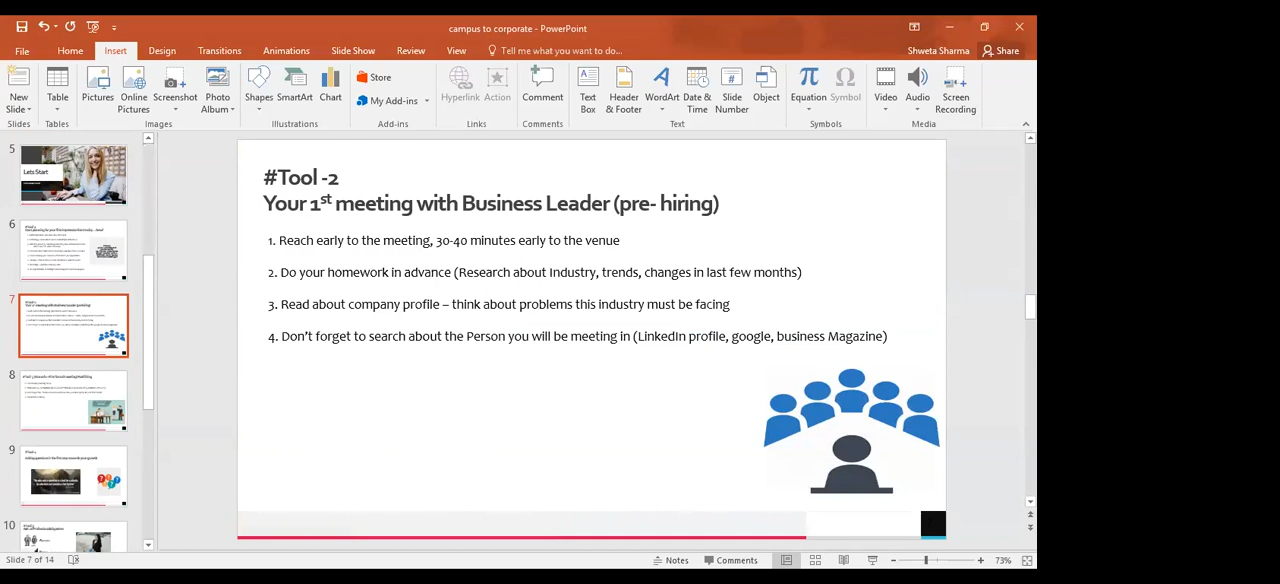 campus to corporate - PowerPoint
File Home Insert Design Transitions Animations Slide Show Review View Tell me what you want to do... Shweta Sharma Share
New Slide Table Pictures Online Pictures Screenshot Photo Album Shapes SmartArt Chart Store My Add-ins Hyperlink Action Comment Text Box Header & Footer WordArt Date & Time Slide Number Object Equation Symbol Video Audio Screen Recording
Slides Tables Images Illustrations Add-ins Links Comments Text Symbols Media
5
Lets Start
6
7
8
9
10
#Tool -2
Your 1st meeting with Business Leader (pre- hiring)
1. Reach early to the meeting, 30-40 minutes early to the venue
2. Do your homework in advance (Research about Industry, trends, changes in last few months)
3. Read about company profile – think about problems this industry must be facing
4. Don't forget to search about the Person you will be meeting in (LinkedIn profile, google, business Magazine)
Slide 7 of 14 Notes Comments 73%